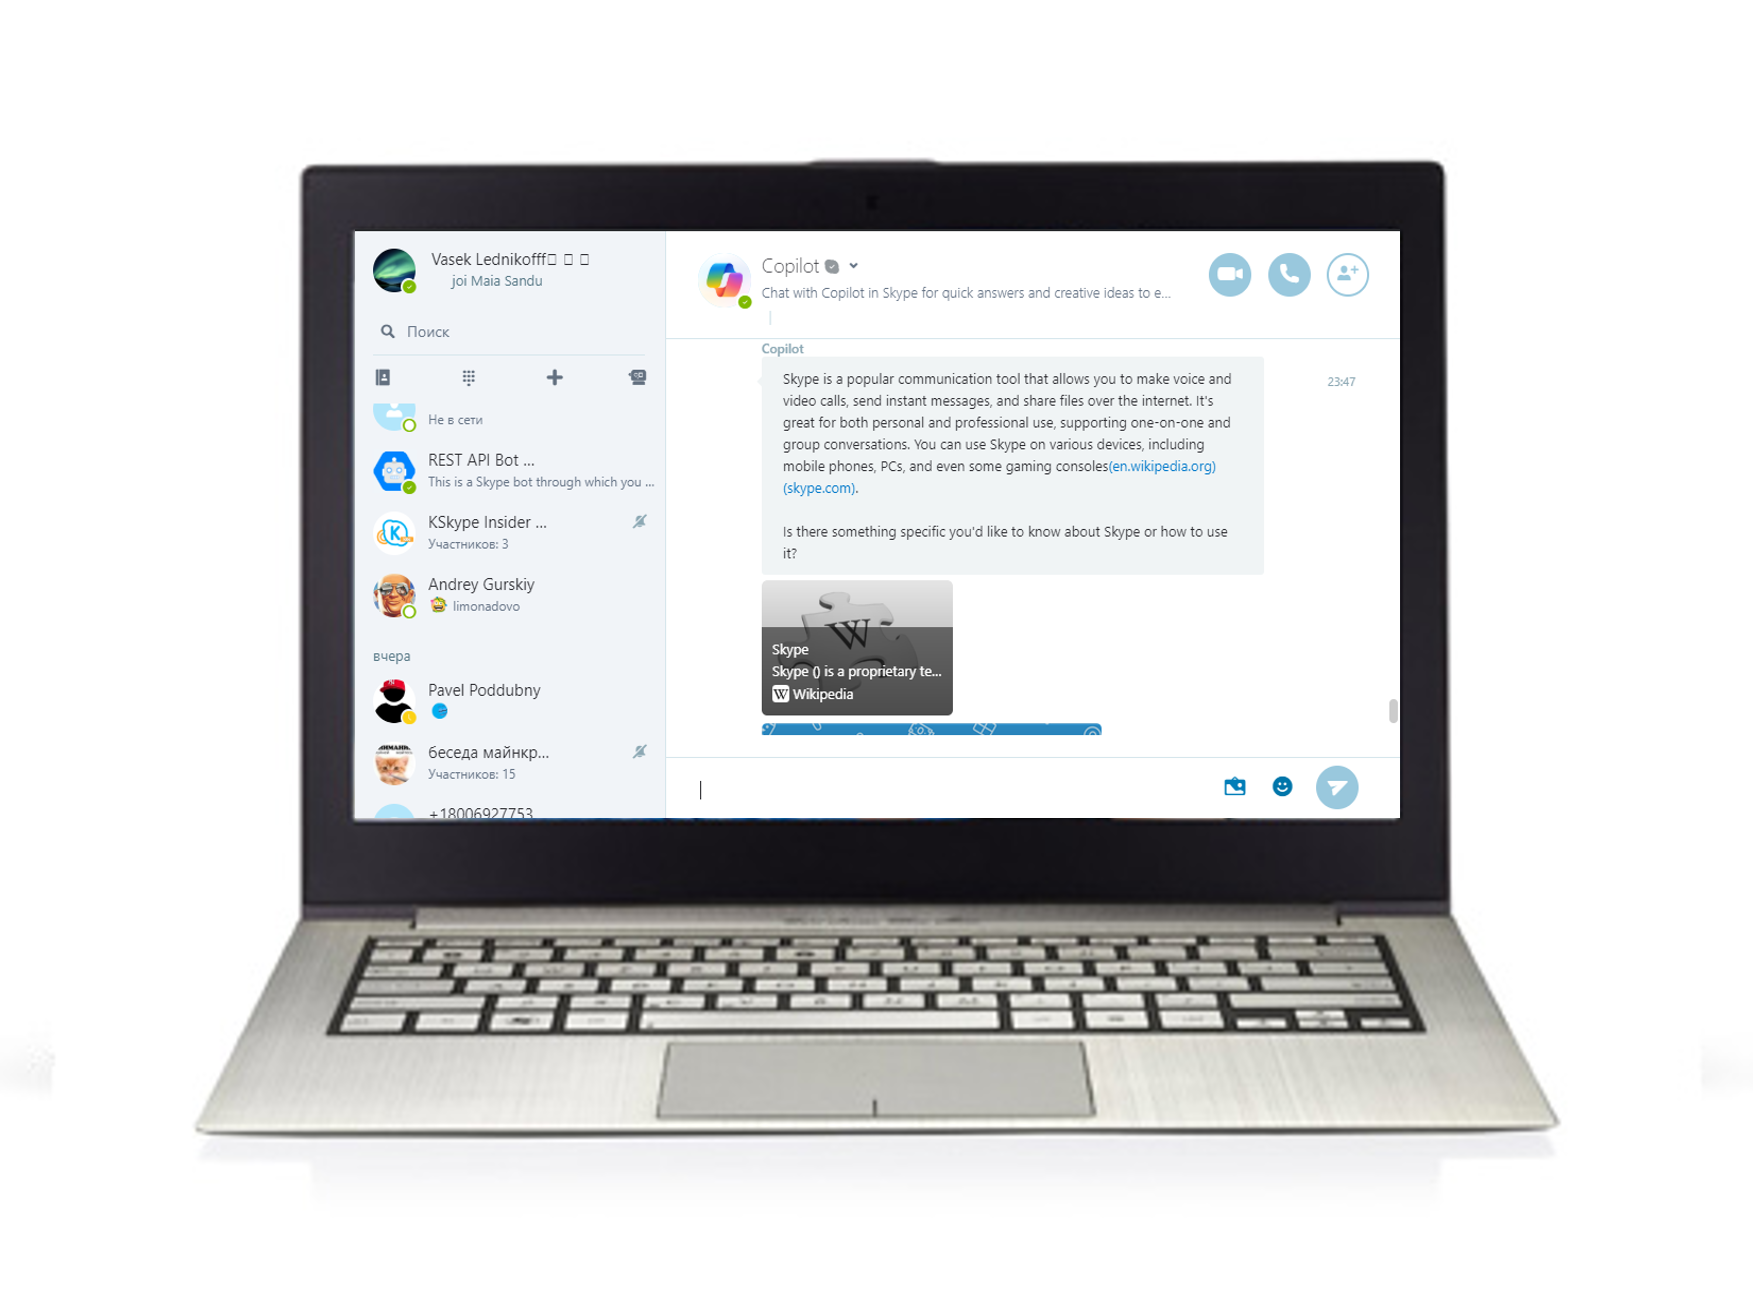 Vasek Lednikofff
joi Maia Sandu
Поиск
Не в сети
REST API Bot ...
This is a Skype bot through which you ...
KSkype Insider ...
Участников: 3
Andrey Gurskiy
limonadovo
вчера
Pavel Poddubny
беседа майнкр...
Участников: 15
+18006927753
Copilot
Chat with Copilot in Skype for quick answers and creative ideas to e...
Copilot
Skype is a popular communication tool that allows you to make voice and
video calls, send instant messages, and share files over the internet. It's
great for both personal and professional use, supporting one-on-one and
group conversations. You can use Skype on various devices, including
mobile phones, PCs, and even some gaming consoles(en.wikipedia.org)
(skype.com).
Is there something specific you'd like to know about Skype or how to use
it?
23:47
W
Skype
Skype () is a proprietary te...
W Wikipedia